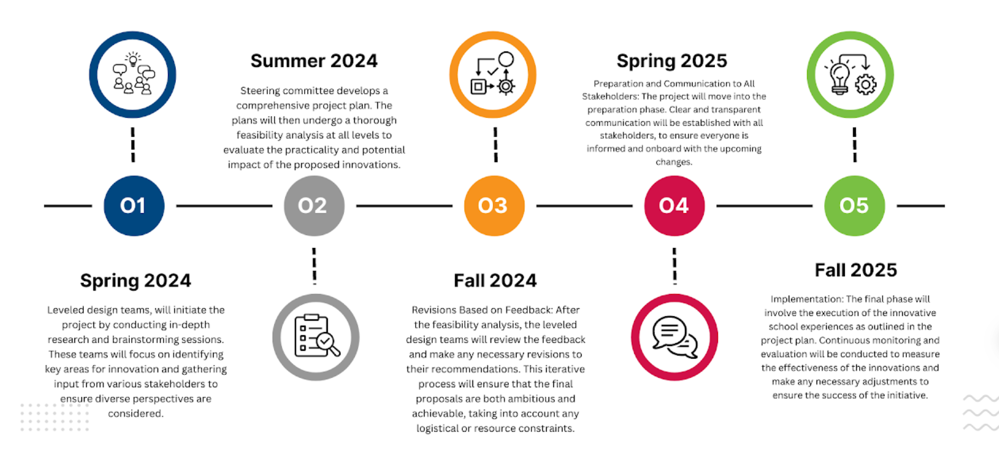 01
Spring 2024
Leveled design teams, will initiate the
project by conducting in-depth
research and brainstorming sessions.
These teams will focus on identifying
key areas for innovation and gathering
input from various stakeholders to
ensure diverse perspectives are
considered.
Summer 2024
Steering committee develops a
comprehensive project plan. The
plans will then undergo a thorough
feasibility analysis at all levels to
evaluate the practicality and potential
impact of the proposed innovations.
02
03
Fall 2024
Revisions Based on Feedback: After
the feasibility analysis, the leveled
design teams will review the feedback
and make any necessary revisions to
their recommendations. This iterative
process will ensure that the final
proposals are both ambitious and
achievable, taking into account any
logistical or resource constraints.
Spring 2025
Preparation and Communication to All
Stakeholders: The project will move into the
preparation phase. Clear and transparent
communication will be established with all
stakeholders, to ensure everyone is
informed and onboard with the upcoming
changes.
04
05
Fall 2025
Implementation: The final phase will
involve the execution of the innovative
school experiences as outlined in the
project plan. Continuous monitoring and
evaluation will be conducted to measure
the effectiveness of the innovations and
make any necessary adjustments to
ensure the success of the initiative.